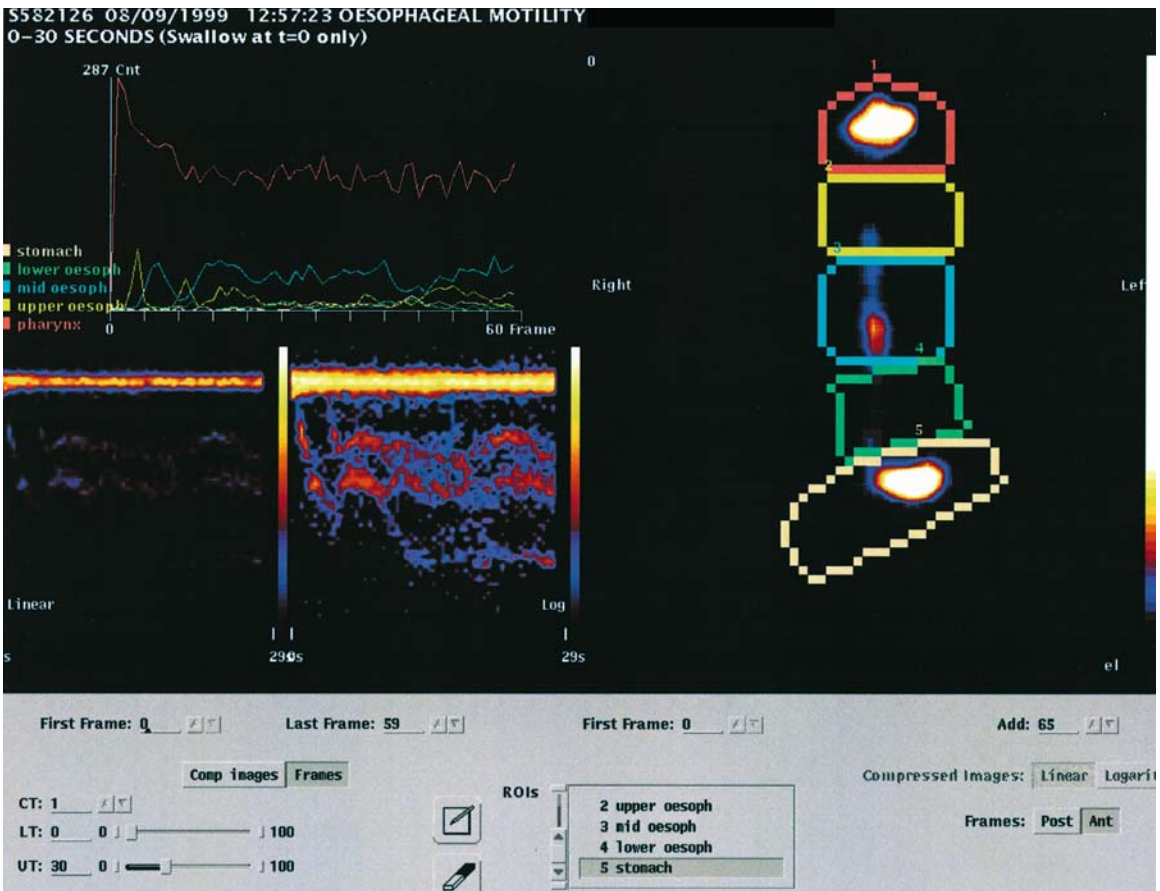 S582126 08/09/1999 12:57:23 OESOPHAGEAL MOTILITY
0-30 SECONDS (Swallow at t=0 only)
287 Cnt
stomach
lower oesoph
mid oesoph
upper oesoph
pharynx
0
60 Frame
Linear
Log
s
29s
0s
29s
0
1
2
3
Right
Left
4
5
el
First Frame: 0
Last Frame: 59
First Frame: 0
Add: 65
Comp images Frames
Compressed Images: Linear Logarit
CT: 1
LT: 0 0 100
UT: 30 0 100
ROIs
2 upper oesoph
3 mid oesoph
4 lower oesoph
5 stomach
Frames: Post Ant